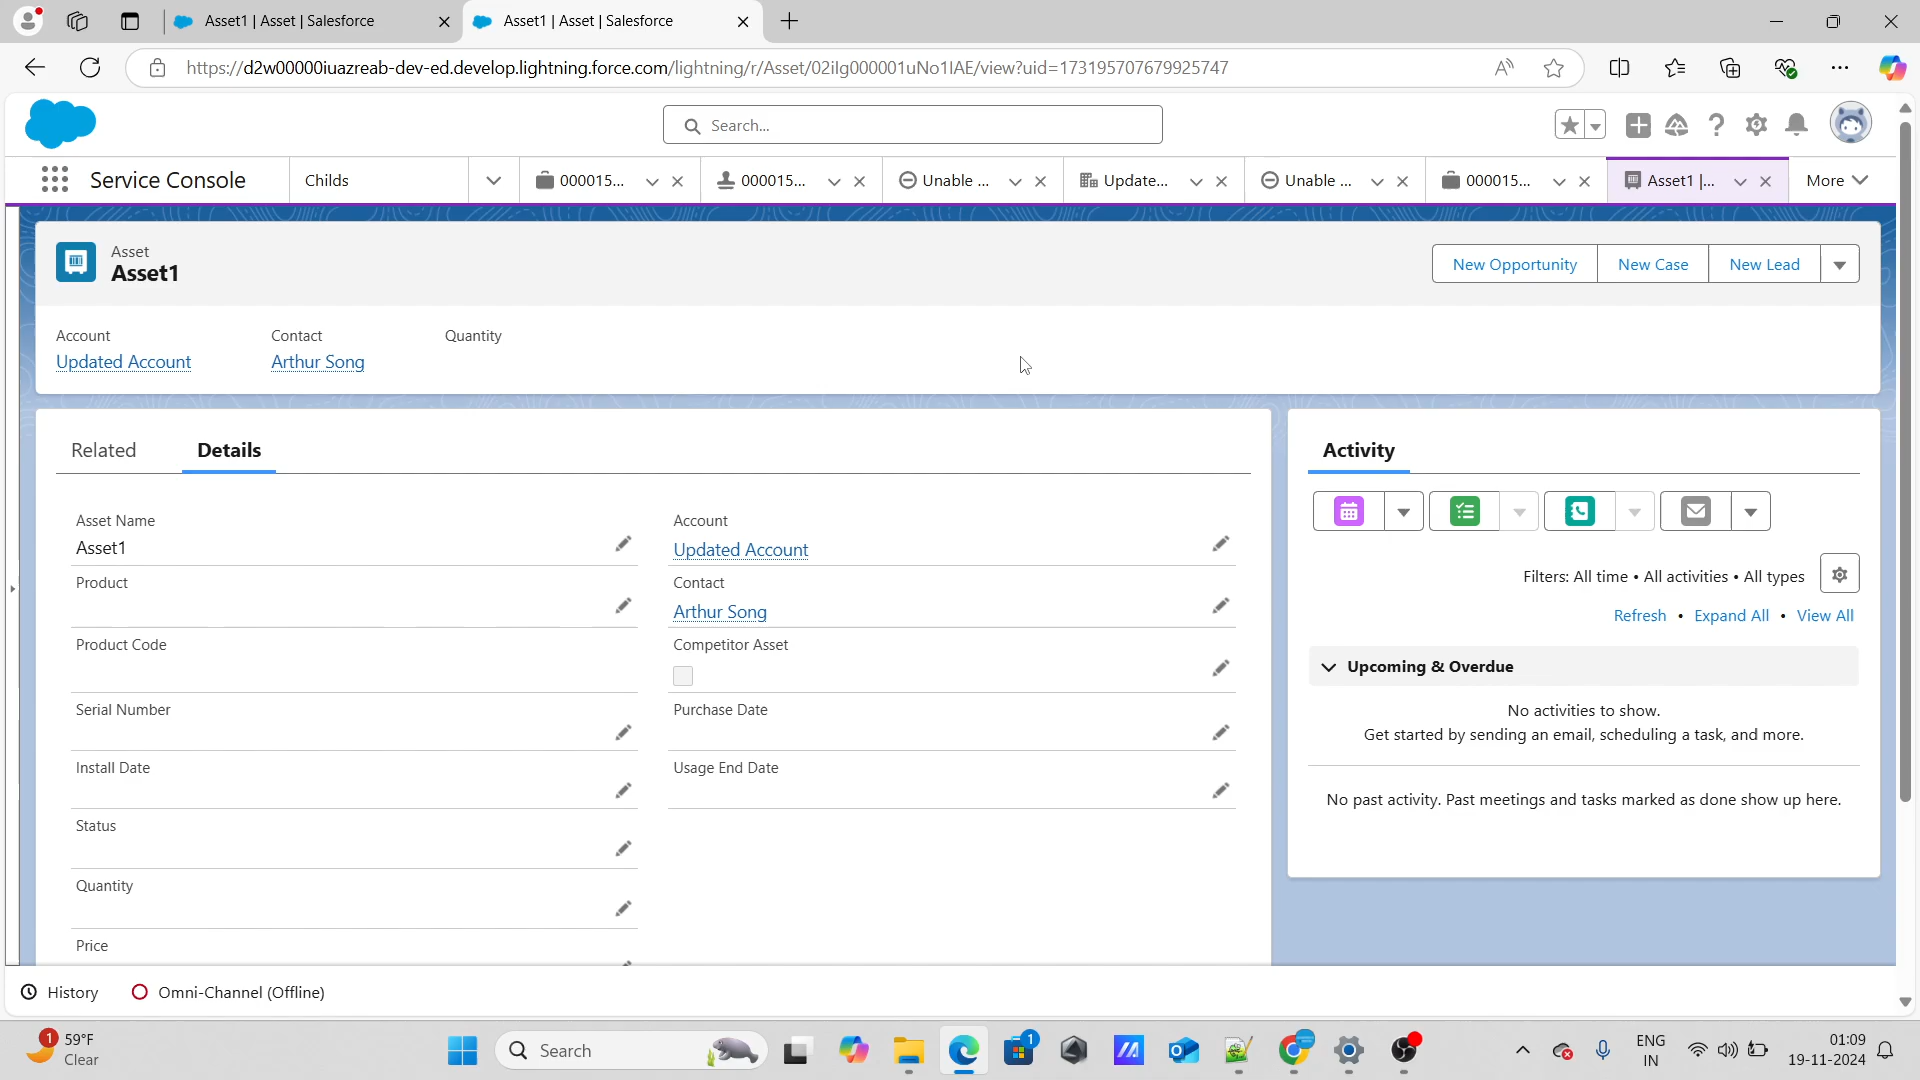 Asset1 | Asset | Salesforce
Asset1 | Asset | Salesforce
https://d2w00000iuazreab-dev-ed.develop.lightning.force.com/lightning/r/Asset/02iIg000001uNo1IAE/view?uid=173195707679925747
Search...
Service Console
Childs
000015...
000015...
Unable ...
Update...
Unable ...
000015...
Asset1 |...
More
Asset
Asset1
New Opportunity
New Case
New Lead
Account
Contact
Quantity
Updated Account
Arthur Song
Related
Details
Activity
Asset Name
Asset1
Account
Updated Account
Product
Contact
Arthur Song
Product Code
Competitor Asset
Serial Number
Purchase Date
Install Date
Usage End Date
Status
Quantity
Price
Filters: All time • All activities • All types
Refresh • Expand All • View All
Upcoming & Overdue
No activities to show.
Get started by sending an email, scheduling a task, and more.
No past activity. Past meetings and tasks marked as done show up here.
History
Omni-Channel (Offline)
1
59°F
Clear
Search
1
ENG
IN
01:09
19-11-2024